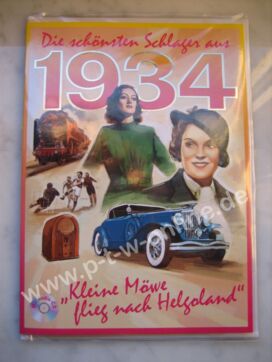 Die schönsten Schlager aus
1934
www.p-r-w-online.de
„Kleine Möwe
flieg nach Helgoland"